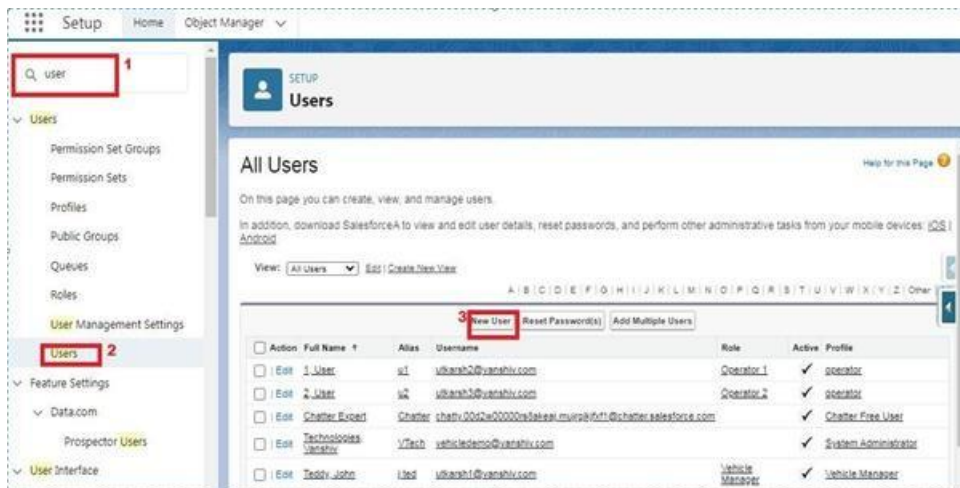 Setup Home Object Manager
user 1
Users
Permission Set Groups
Permission Sets
Profiles
Public Groups
Queues
Roles
User Management Settings
Users 2
Feature Settings
Data.com
Prospector Users
User Interface
SETUP
Users
All Users
Help for this Page
On this page you can create, view, and manage users.
In addition, download SalesforceA to view and edit user details, reset passwords, and perform other administrative tasks from your mobile devices: iOS |
Android
View: All Users Edit | Create New View
A | B | C | D | E | F | G | H | I | J | K | L | M | N | O | P | Q | R | S | T | U | V | W | X | Y | Z | Other
3 New User Reset Password(s) Add Multiple Users
Action Full Name ↑ Alias Username Role Active Profile
Edit 1, User u1 utkarsh2@vanshiv.com Operator 1 ✓ operator
Edit 2, User u2 utkarsh3@vanshiv.com Operator 2 ✓ operator
Edit Chatter Expert Chatter ✓ Chatter Free User
Edit Technologies, Vanshiv VTech vehicledemo@vanshiv.com ✓ System Administrator
Edit Teddy, John j.ted utkarsh1@vanshiv.com Vehicle Manager ✓ Vehicle Manager